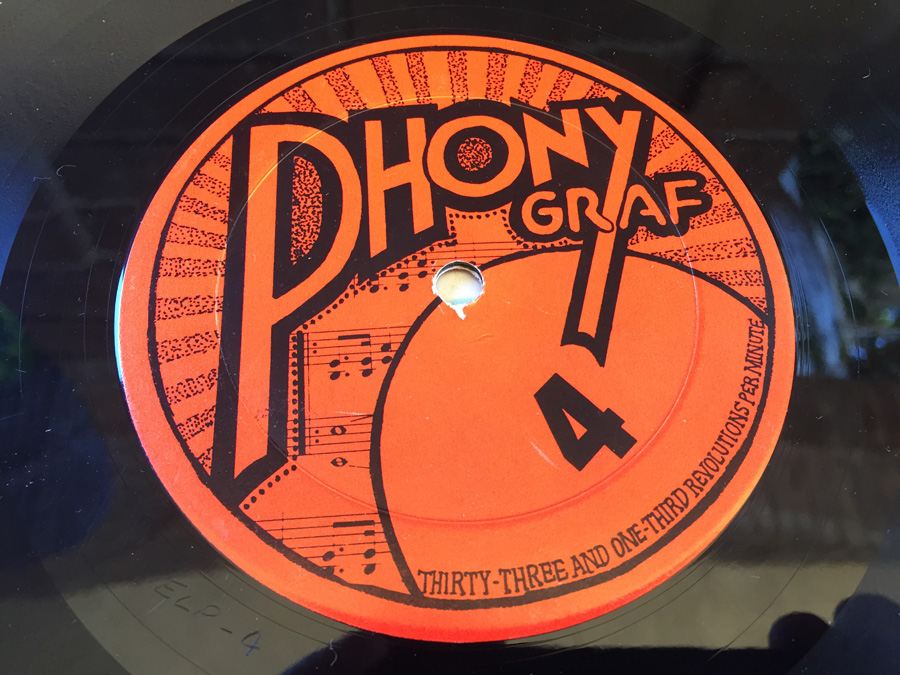 PHONY
GRAF
4
THIRTY-THREE AND ONE-THIRD REVOLUTIONS PER MINUTE
ELP-4